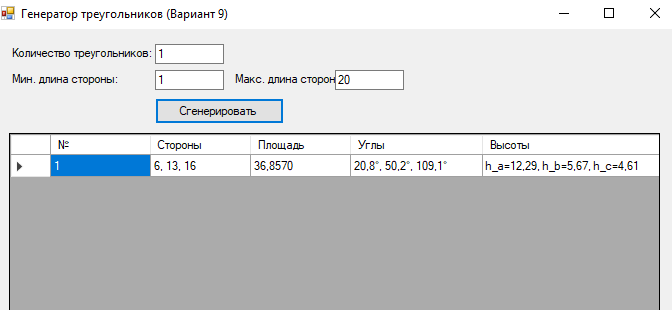 Генератор треугольников (Вариант 9)
Количество треугольников: 1
Мин. длина стороны: 1 Макс. длина сторон 20
Сгенерировать
№ Стороны Площадь Углы Высоты
1 6, 13, 16 36,8570 20,8°, 50,2°, 109,1° h_a=12,29, h_b=5,67, h_c=4,61